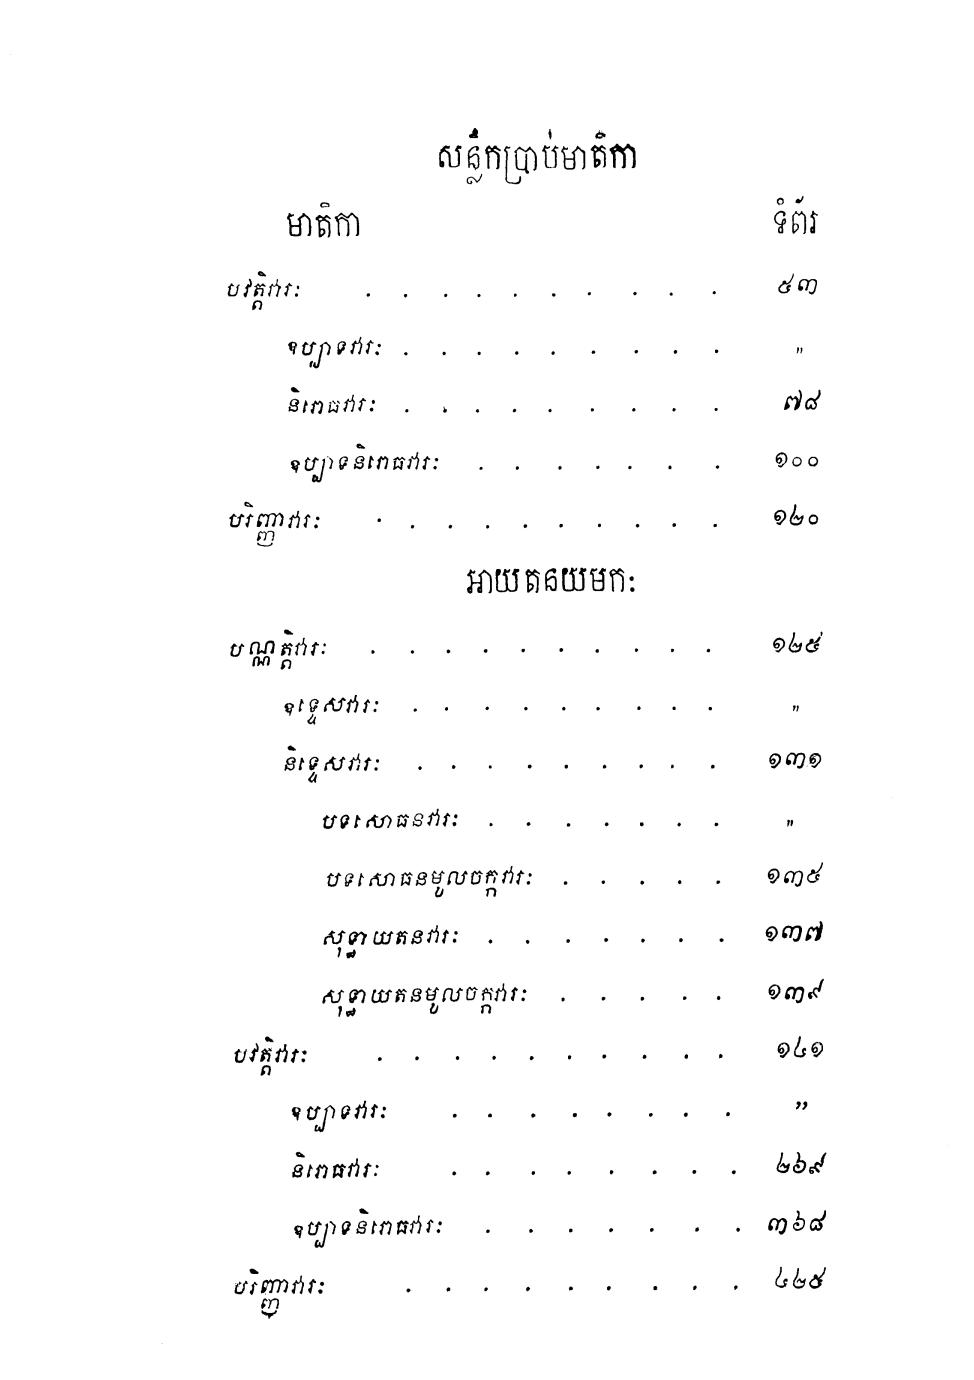 សន្លឹកប្រាប់មាតិកា
មាតិកា ទំព័រ
បវត្តិវារៈ . . . . . . . . . . ៥៣
ឧប្បាទវារៈ . . . . . . . . . "
និរោធវារៈ . . . . . . . . . ៧៨
ឧប្បាទនិរោធវារៈ . . . . . . . ១០០
បរិញ្ញាវារៈ . . . . . . . . . . ១២០
អាយតនយមកៈ
បណ្ណត្តិវារៈ . . . . . . . . . . ១២៥
ឧទ្ទេសវារៈ . . . . . . . . . "
និទ្ទេសវារៈ . . . . . . . . . ១៣១
បទសោធនវារៈ . . . . . . . "
បទសោធនមូលចក្កវារៈ . . . . . ១៣៥
សុទ្ធាយតនវារៈ . . . . . . . ១៣៧
សុទ្ធាយតនមូលចក្កវារៈ . . . . . ១៣៩
បវត្តិវារៈ . . . . . . . . . . ១៤១
ឧប្បាទវារៈ . . . . . . . . "
និរោធវារៈ . . . . . . . . ២៦៩
ឧប្បាទនិរោធវារៈ . . . . . . . ៣៦៨
បរិញ្ញាវារៈ . . . . . . . . . ៤២៥